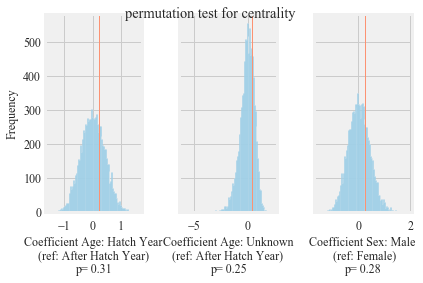 permutation test for centrality
Frequency
500
400
300
200
100
0
−1 0 1
−5 0
0 2
Coefficient Age: Hatch Year
(ref: After Hatch Year)
p= 0.31
Coefficient Age: Unknown
(ref: After Hatch Year)
p= 0.25
Coefficient Sex: Male
(ref: Female)
p= 0.28